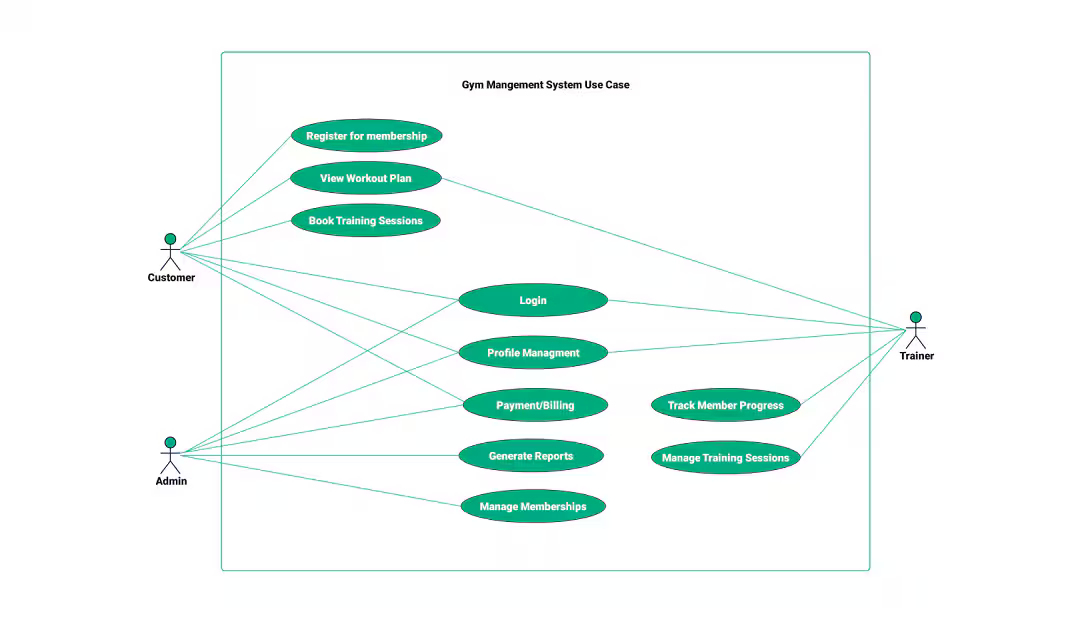 Gym Mangement System Use Case
Register for membership
View Workout Plan
Book Training Sessions
Customer
Login
Trainer
Profile Managment
Payment/Billing
Track Member Progress
Generate Reports
Manage Training Sessions
Admin
Manage Memberships